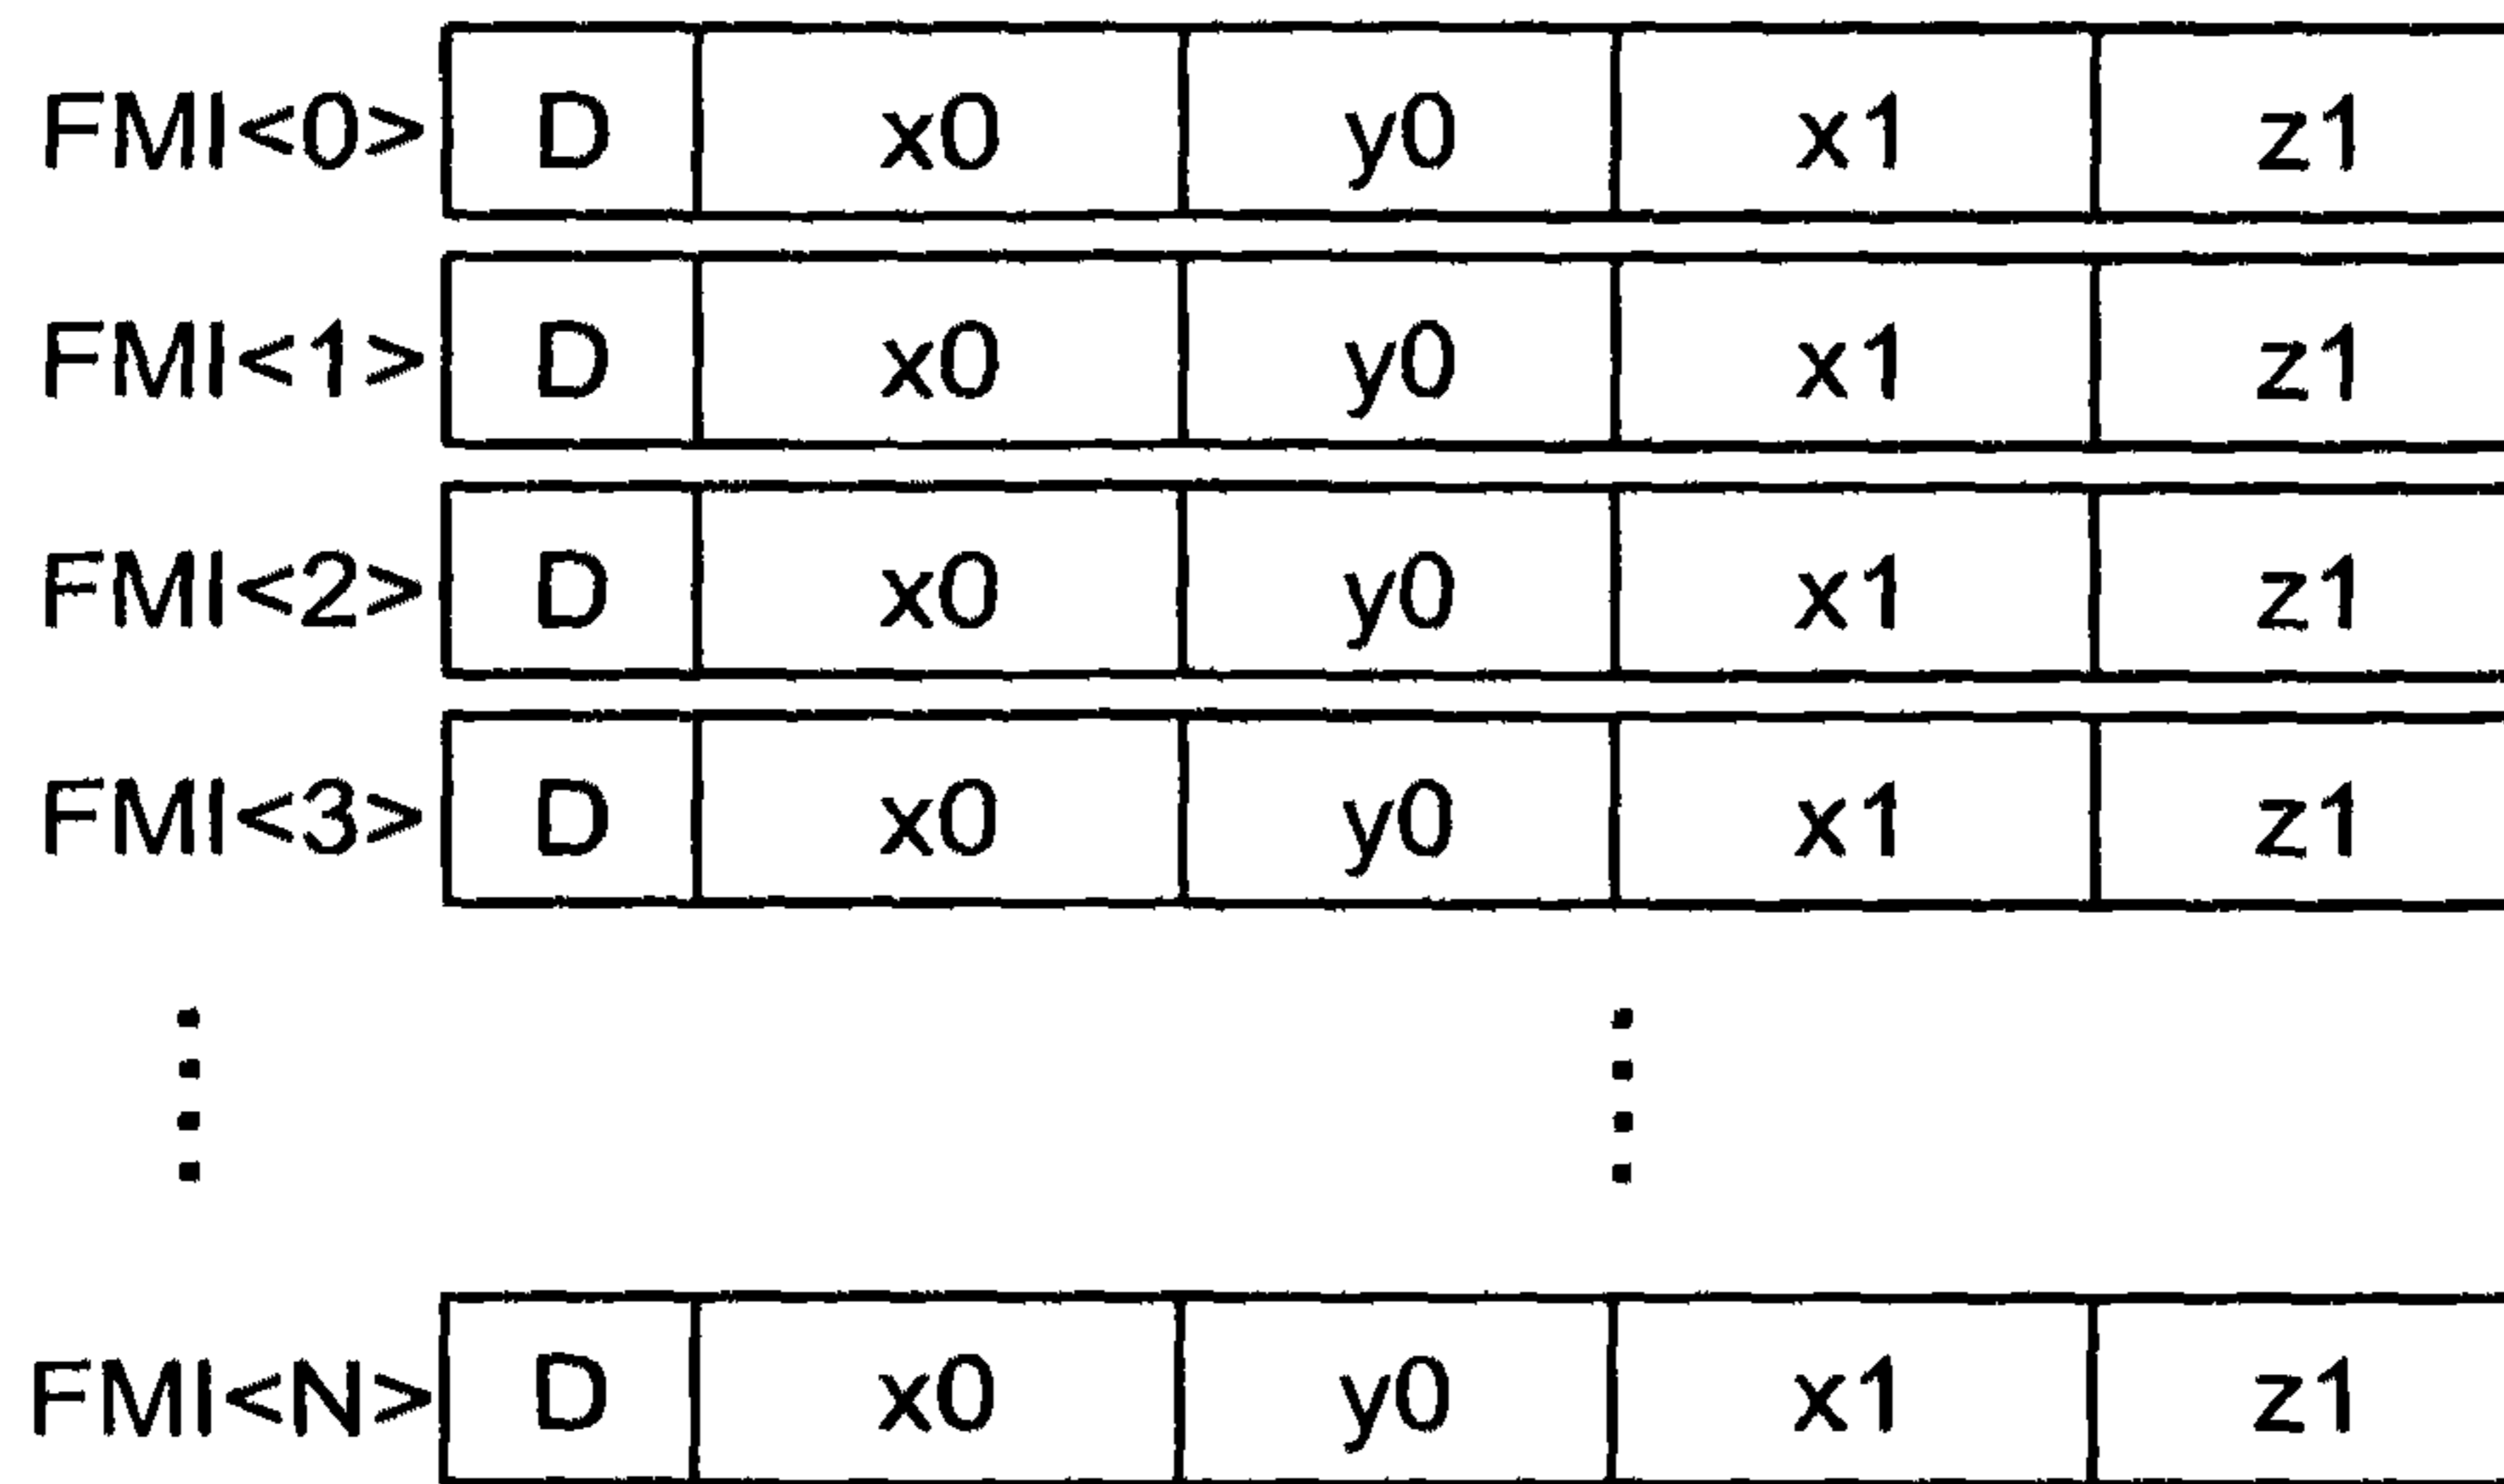 FMI<0> D x0 y0 x1 z1
FMI<1> D x0 y0 x1 z1
FMI<2> D x0 y0 x1 z1
FMI<3> D x0 y0 x1 z1
FMI<N> D x0 y0 x1 z1